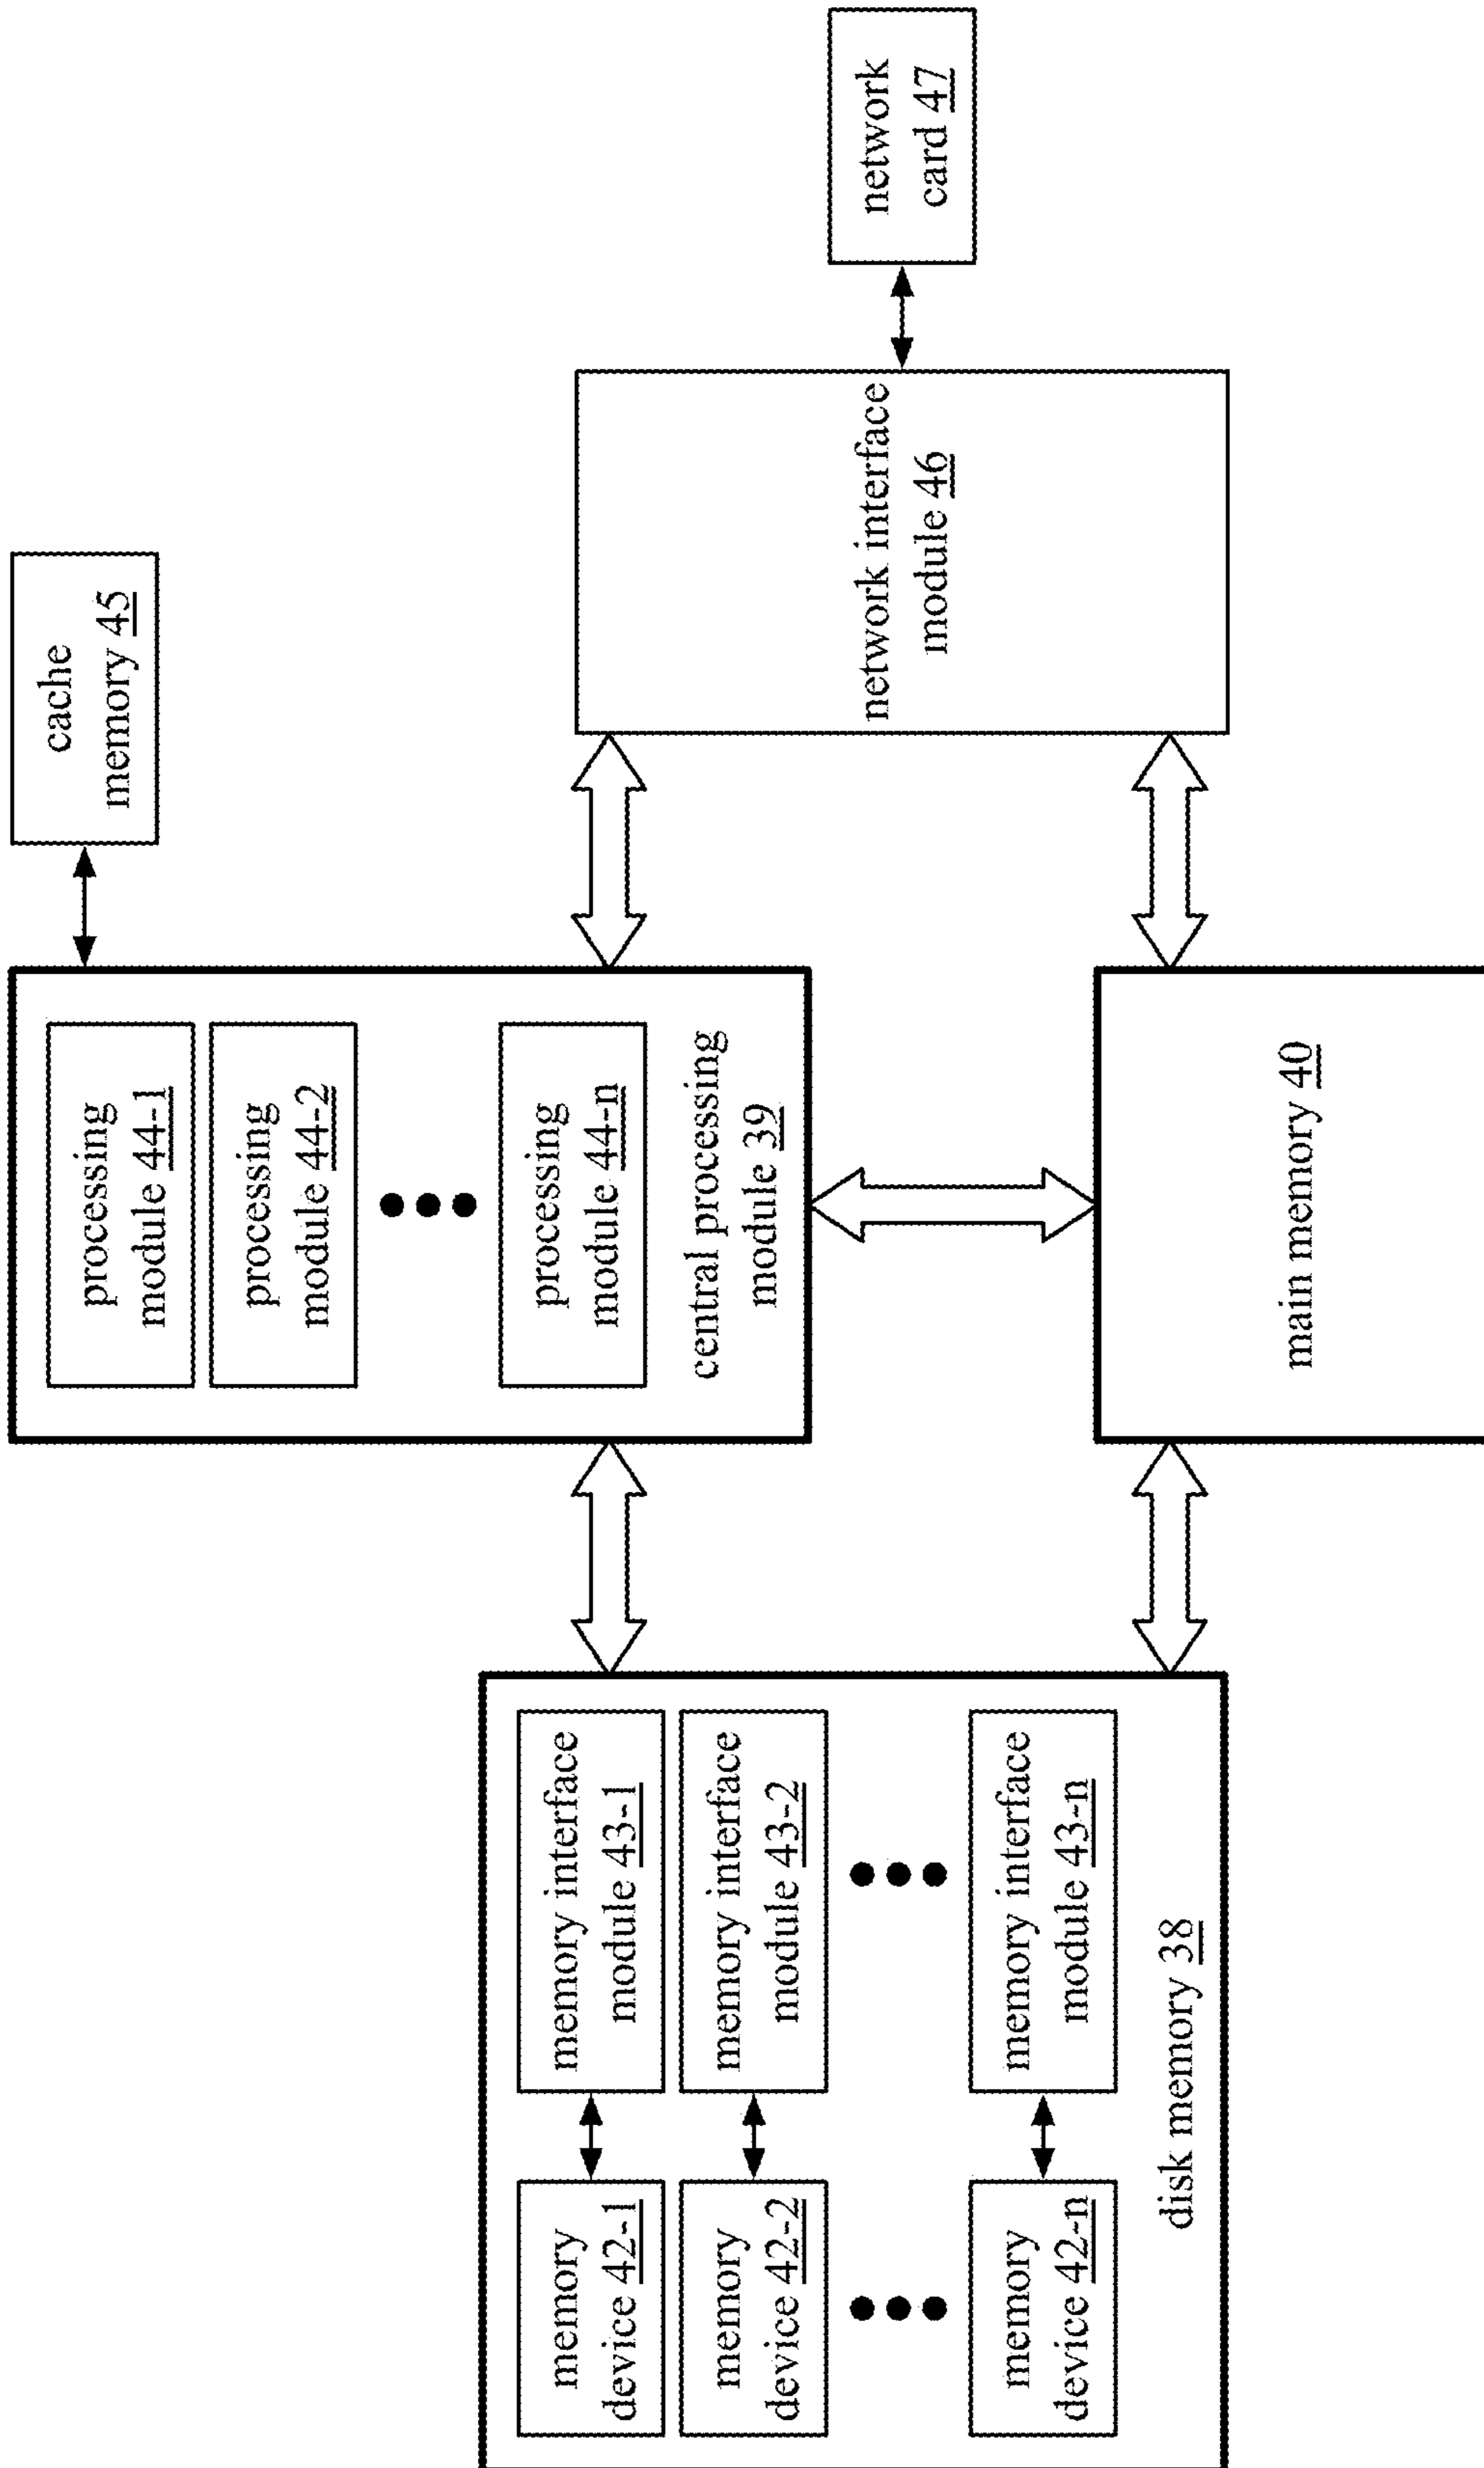 memory
device 42-1
memory interface
module 43-1
memory
device 42-2
memory interface
module 43-2
memory
device 42-n
memory interface
module 43-n
disk memory 38
processing
module 44-1
processing
module 44-2
processing
module 44-n
central processing
module 39
cache
memory 45
main memory 40
network interface
module 46
network
card 47